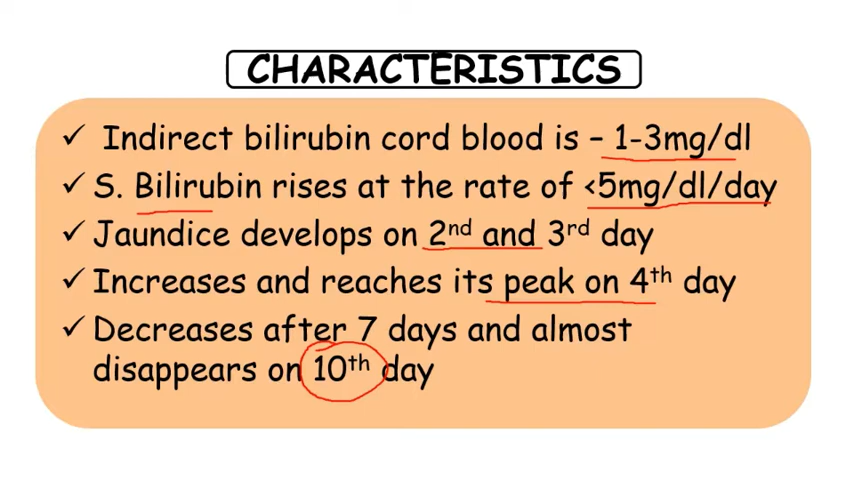 CHARACTERISTICS
✓ Indirect bilirubin cord blood is – 1-3mg/dl
✓ S. Bilirubin rises at the rate of <5mg/dl/day
✓ Jaundice develops on 2nd and 3rd day
✓ Increases and reaches its peak on 4th day
✓ Decreases after 7 days and almost
disappears on 10th day